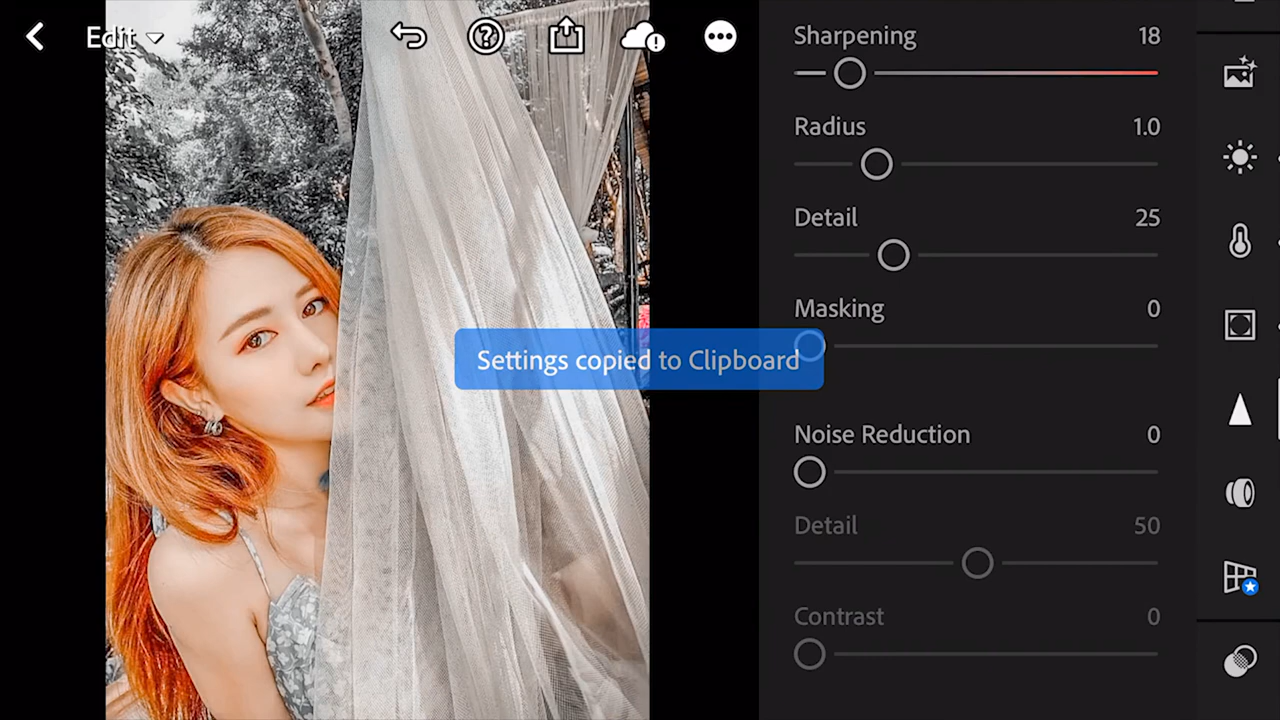 Edit
Sharpening 18
Radius 1.0
Detail 25
Masking 0
Settings copied to Clipboard
Noise Reduction 0
Detail 50
Contrast 0